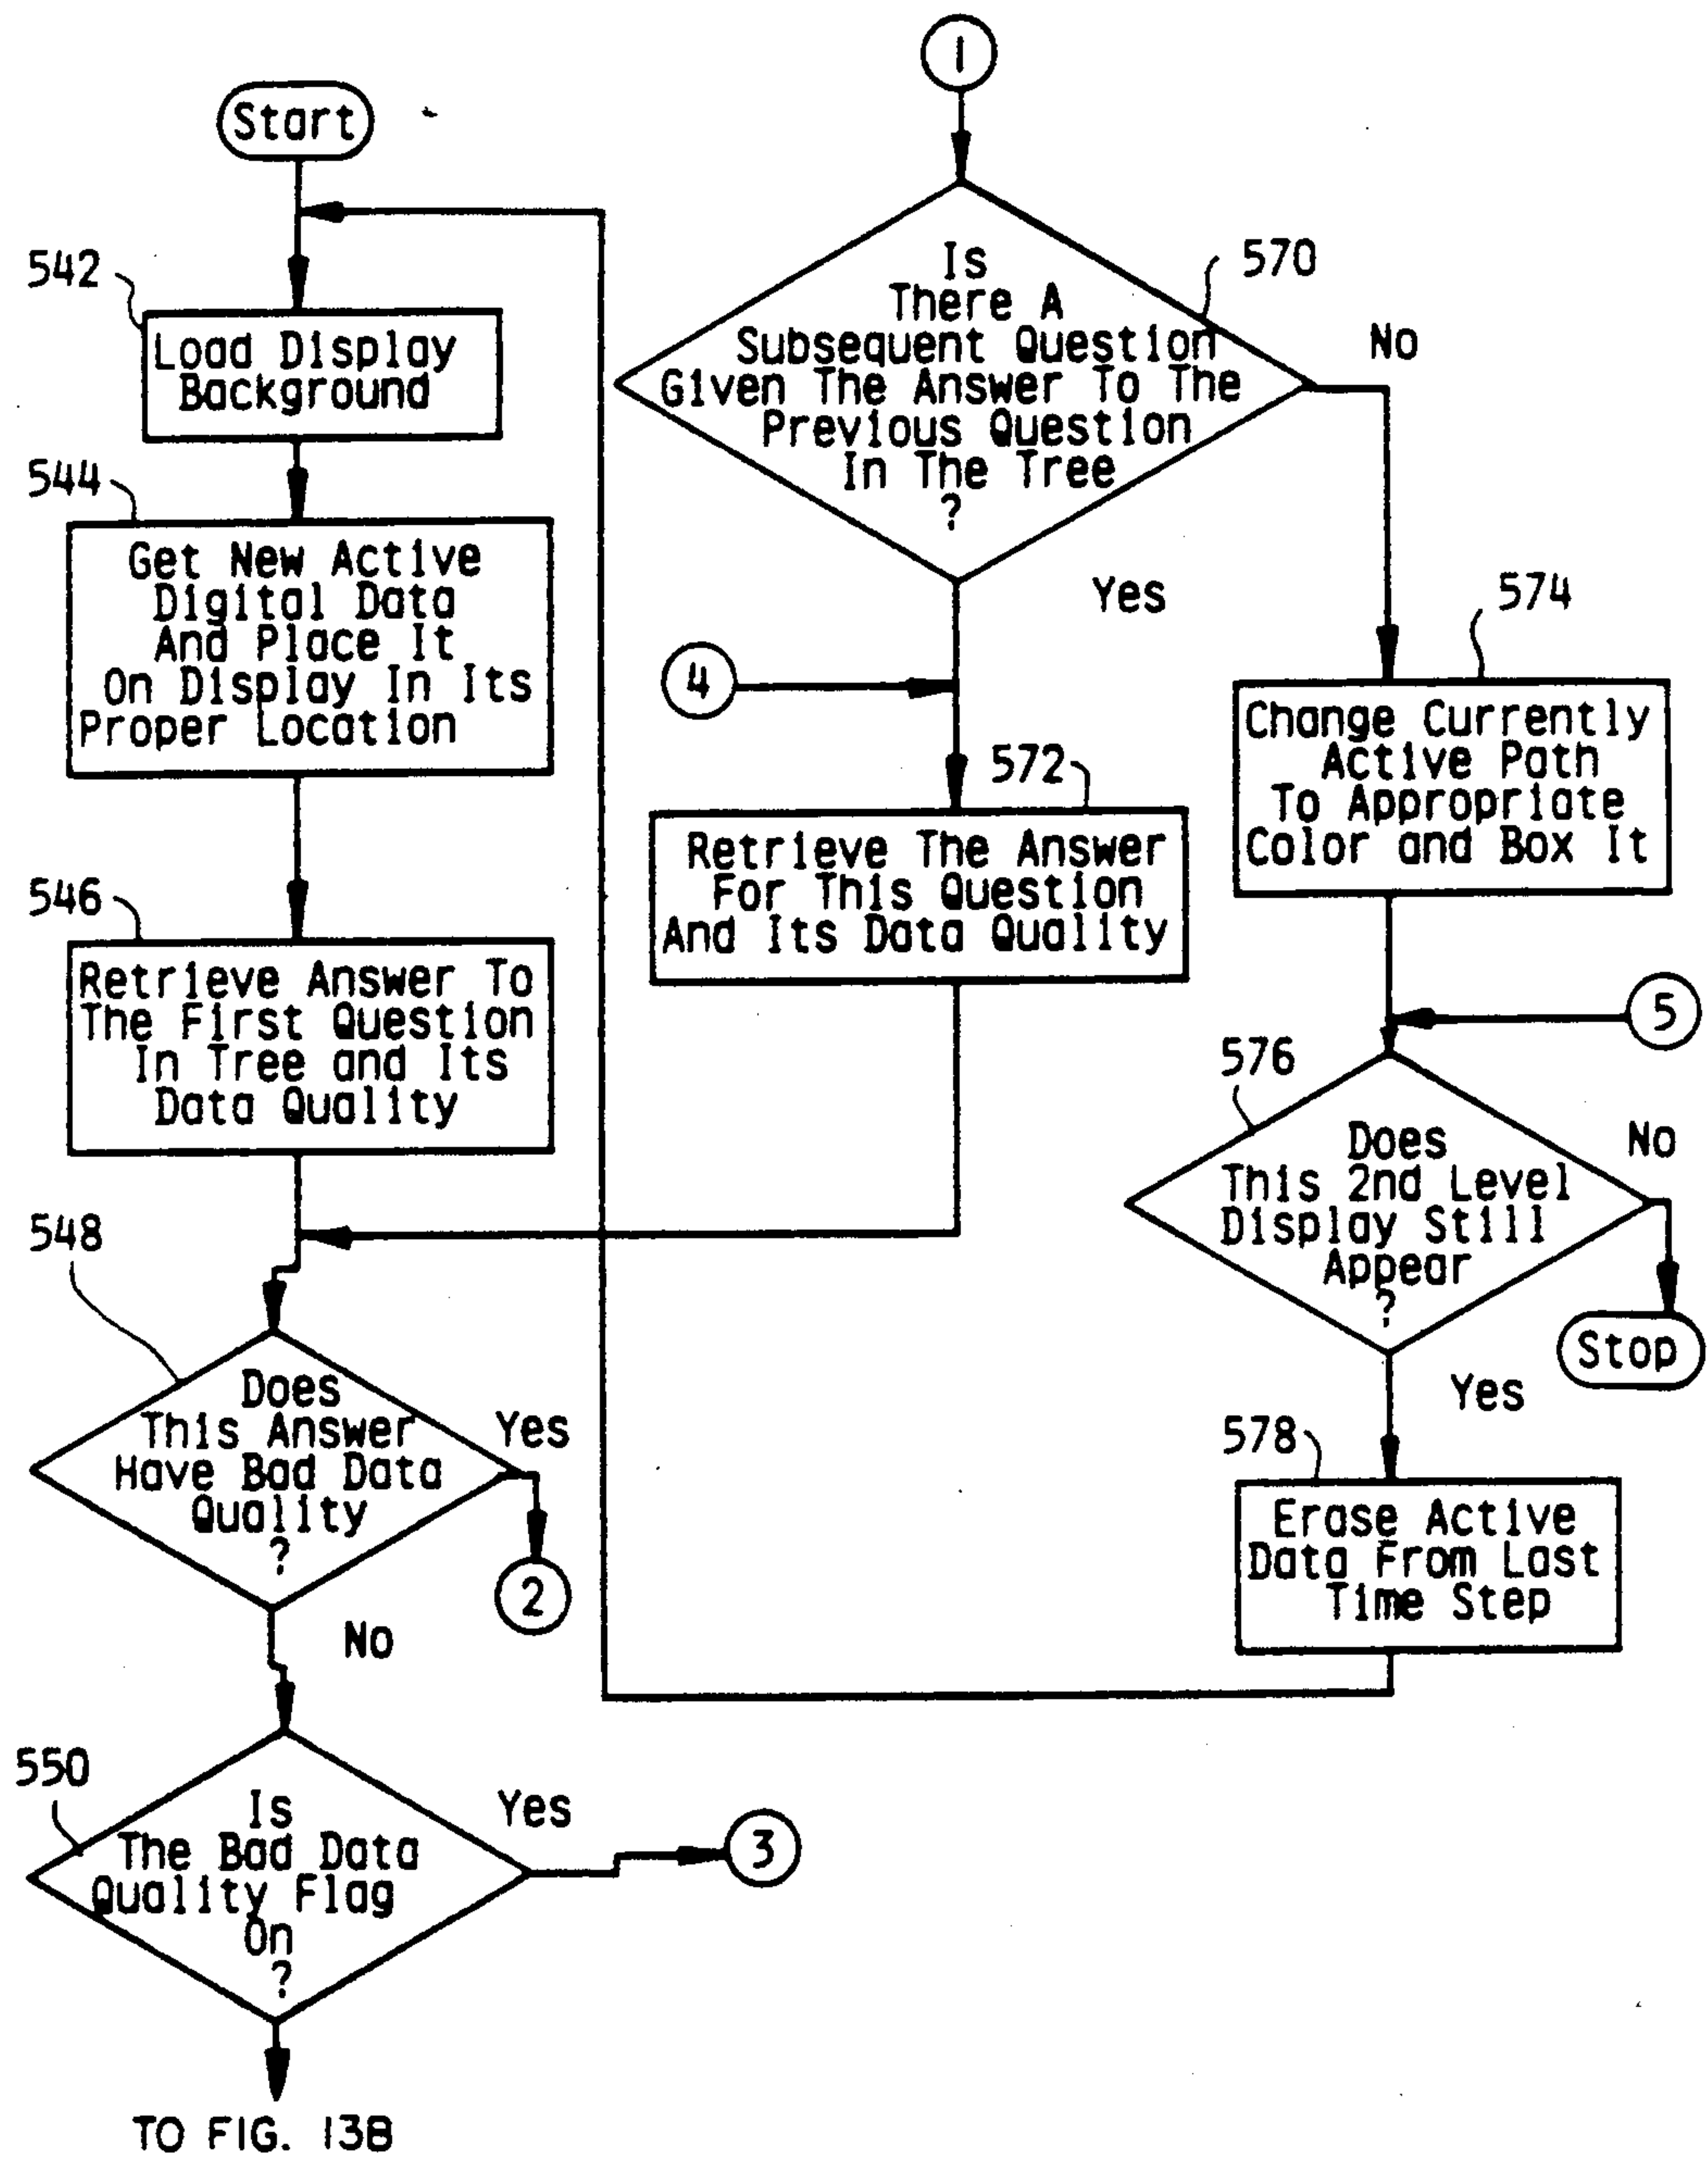 Start
542
Load Display
Background
544
Get New Active
Digital Data
And Place It
On Display In Its
Proper Location
546
Retrieve Answer To
The First Question
In Tree and Its
Data Quality
548
Does
This Answer
Have Bad Data
Quality
?
Yes
2
No
550
Is
The Bad Data
Quality Flag
On
?
Yes
3
TO FIG. 13B
1
570
Is
There A
Subsequent Question
Given The Answer To The
Previous Question
In The Tree
?
No
Yes
4
572
Retrieve The Answer
For This Question
And Its Data Quality
574
Change Currently
Active Path
To Appropriate
Color and Box It
5
576
Does
This 2nd Level
Display Still
Appear
?
No
Stop
Yes
578
Erase Active
Data From Last
Time Step